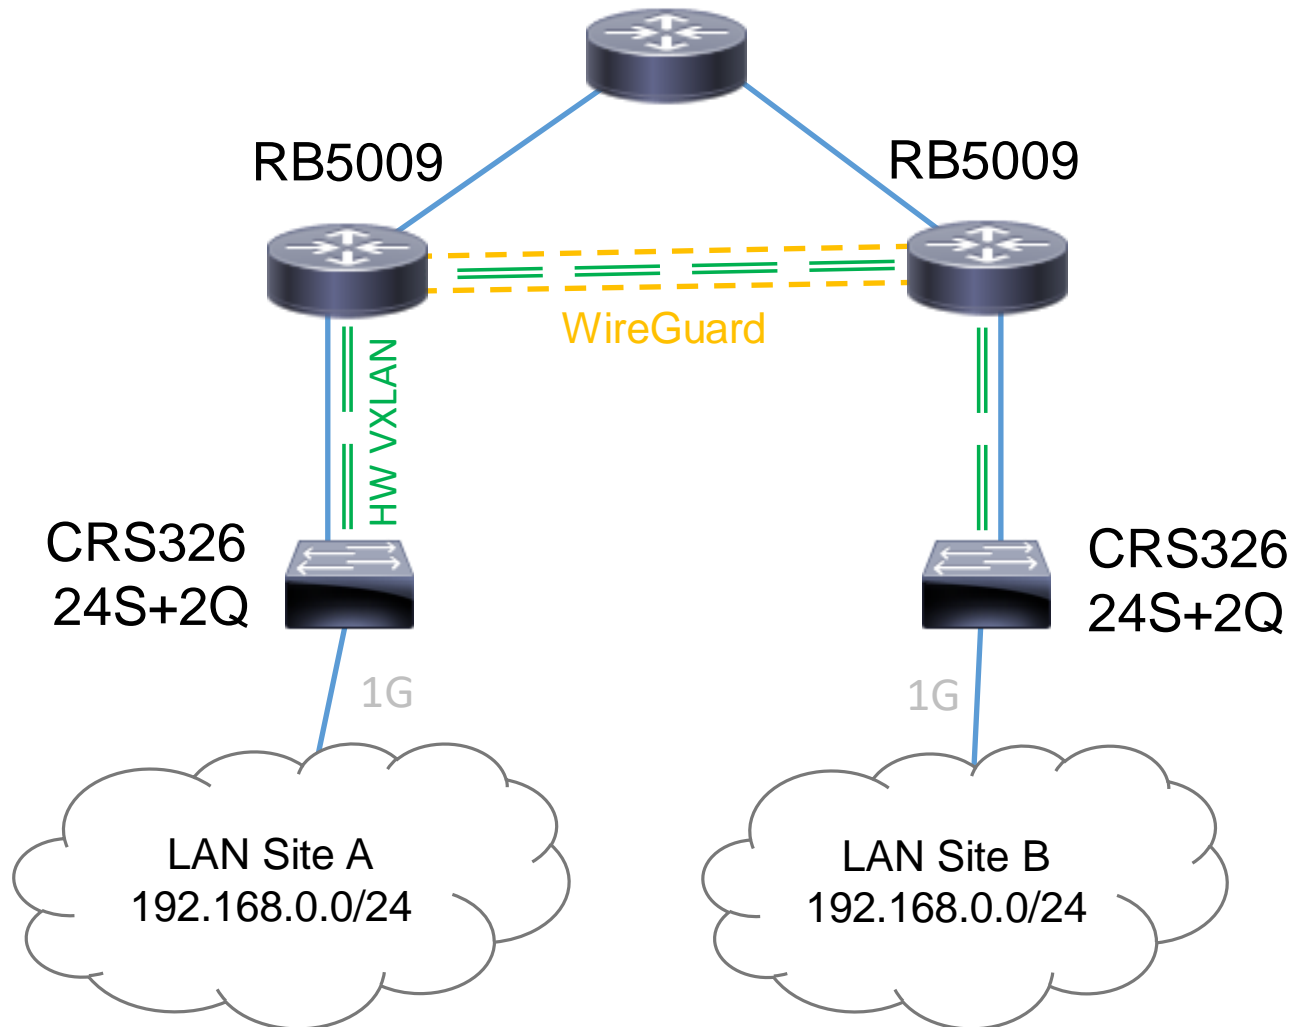 RB5009
RB5009
WireGuard
HW VXLAN
CRS326
24S+2Q
CRS326
24S+2Q
1G
1G
LAN Site A
192.168.0.0/24
LAN Site B
192.168.0.0/24